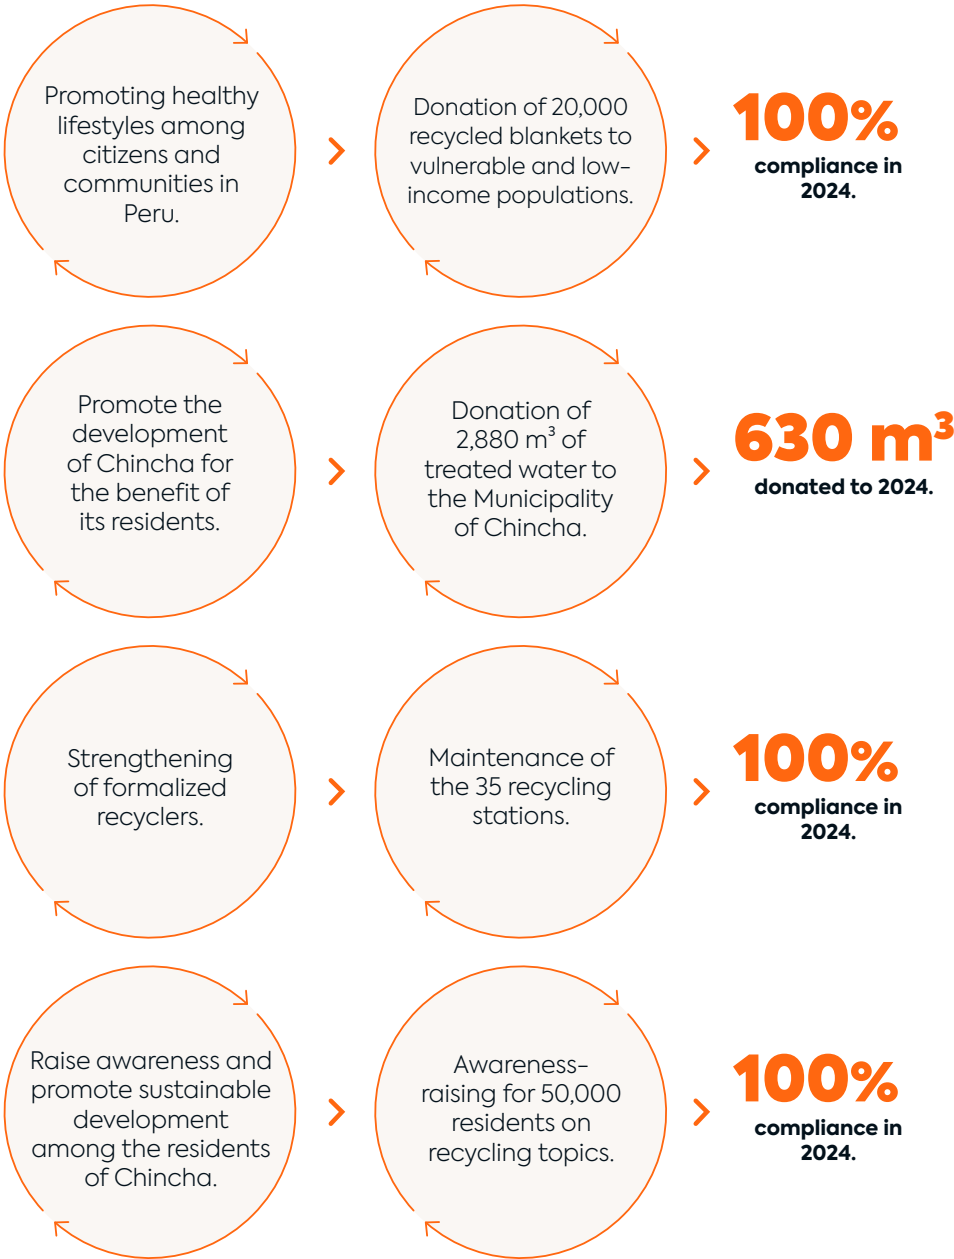 Promoting healthy
lifestyles among
citizens and
communities in
Peru.
Donation of 20,000
recycled blankets to
vulnerable and low-
income populations.
100%
compliance in
2024.
Promote the
development
of Chincha for
the benefit of
its residents.
Donation of
2,880 m³ of
treated water to
the Municipality
of Chincha.
630 m³
donated to 2024.
Strengthening
of formalized
recyclers.
Maintenance of
the 35 recycling
stations.
100%
compliance in
2024.
Raise awareness and
promote sustainable
development
among the residents
of Chincha.
Awareness-
raising for 50,000
residents on
recycling topics.
100%
compliance in
2024.